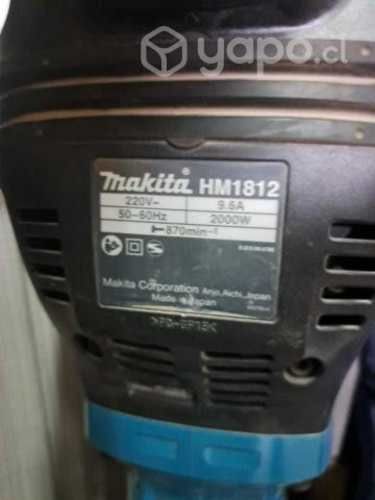 yapo.cl
makita HM1812
220V~ 9.6A
50-60Hz 2000W
870min-1
Makita Corporation Anjo, Aichi, Japan
Made in Japan